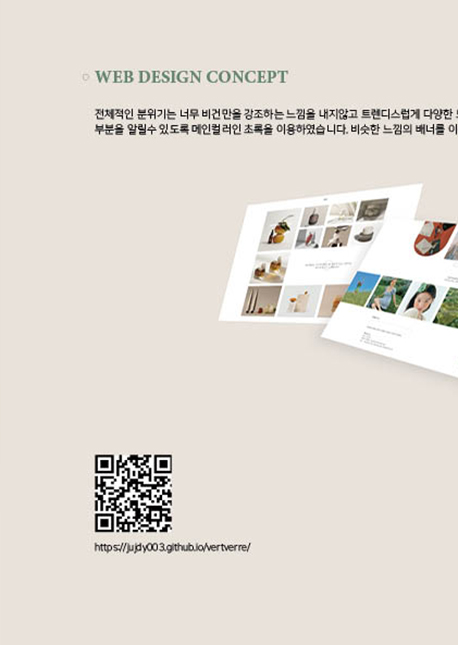 WEB DESIGN CONCEPT
전체적인 분위기는 너무 비건만을 강조하는 느낌을 내지않고 트렌디스럽게 다양한
부분을 알릴수 있도록 메인컬러인 초록을 이용하였습니다. 비슷한 느낌의 배너를 이
https://jujdy003.github.io/vertverre/